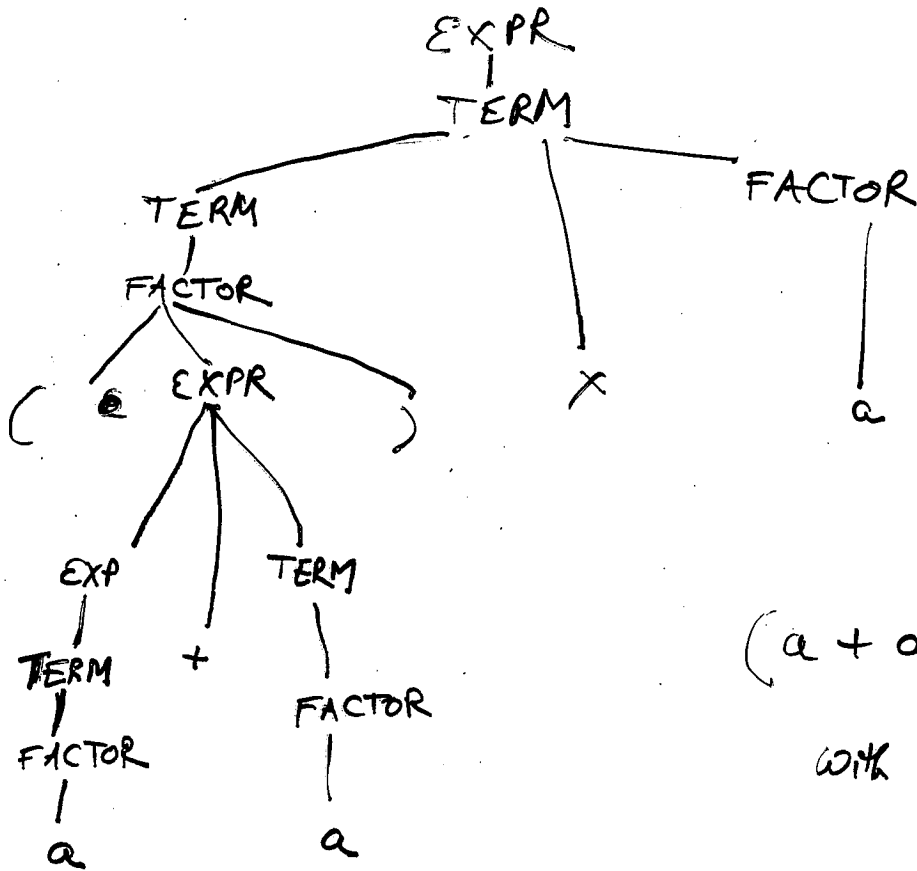 EXPR
TERM
TERM
FACTOR
FACTOR
( EXPR ) x a
EXP + TERM
TERM
FACTOR
FACTOR
a
a
(a +
with